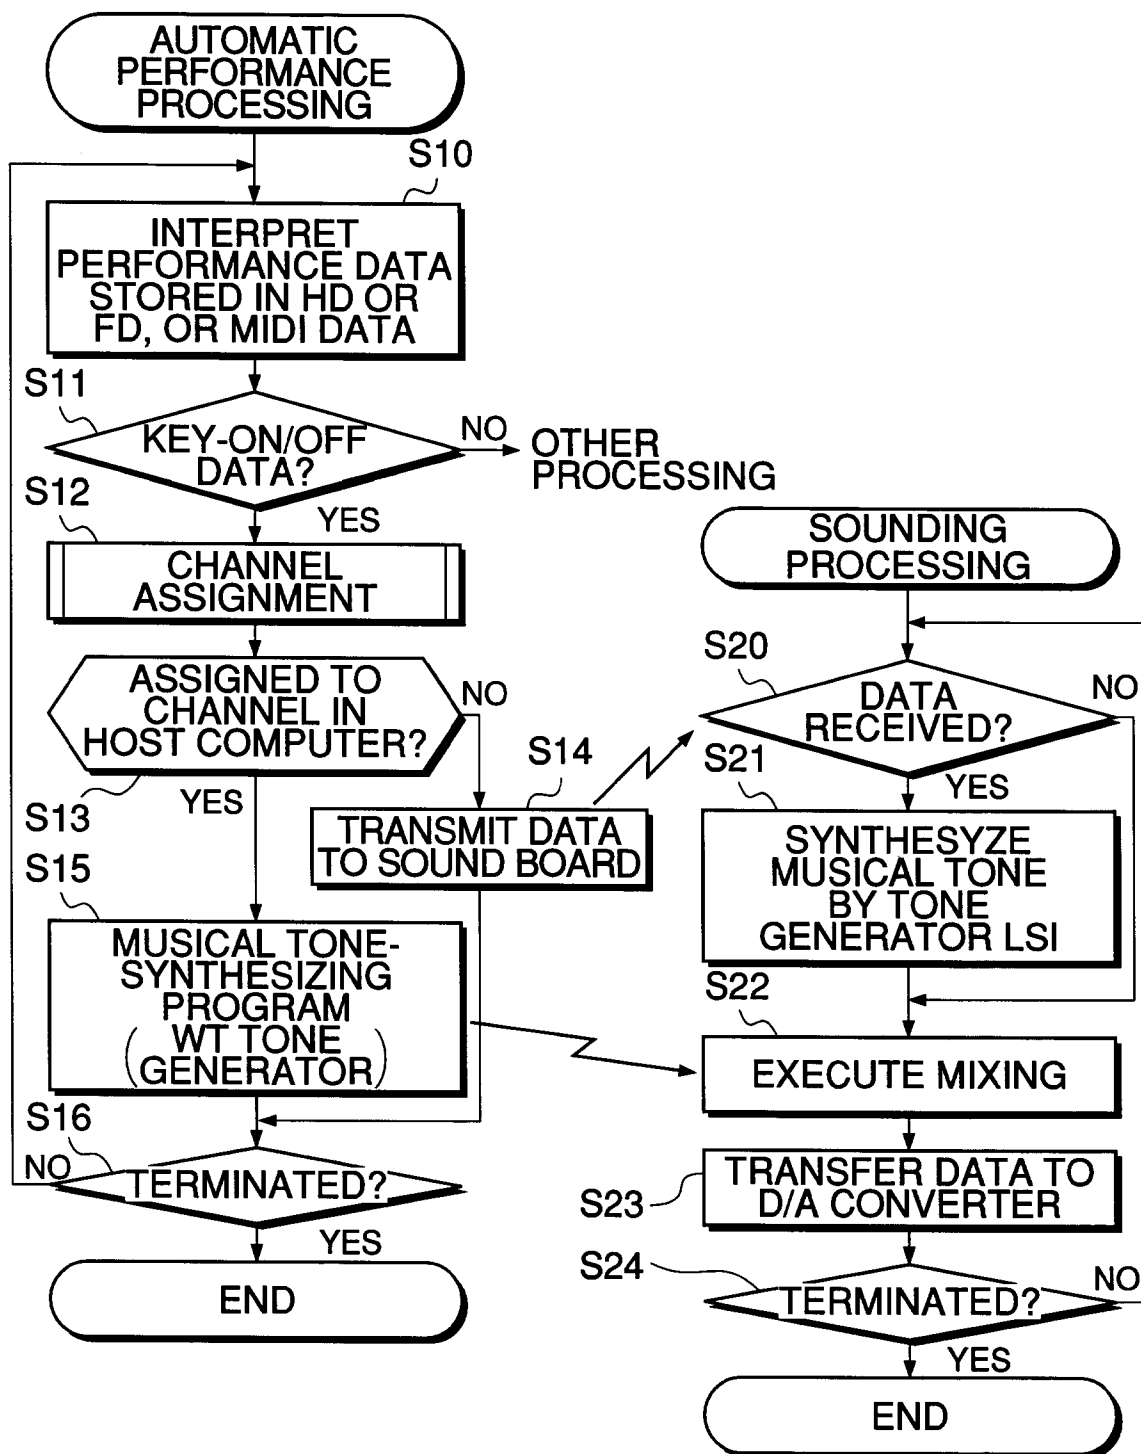 AUTOMATIC
PERFORMANCE
PROCESSING
S10
INTERPRET
PERFORMANCE DATA
STORED IN HD OR
FD, OR MIDI DATA
S11
KEY-ON/OFF
DATA?
NO
OTHER
PROCESSING
S12
YES
CHANNEL
ASSIGNMENT
ASSIGNED TO
CHANNEL IN
HOST COMPUTER?
NO
S13
YES
S14
TRANSMIT DATA
TO SOUND BOARD
S15
MUSICAL TONE-
SYNTHESIZING
PROGRAM
(WT TONE
GENERATOR)
S16
NO
TERMINATED?
YES
END
SOUNDING
PROCESSING
S20
DATA
RECEIVED?
NO
S21
YES
SYNTHESYZE
MUSICAL TONE
BY TONE
GENERATOR LSI
S22
EXECUTE MIXING
TRANSFER DATA TO
D/A CONVERTER
S23
S24
TERMINATED?
NO
YES
END